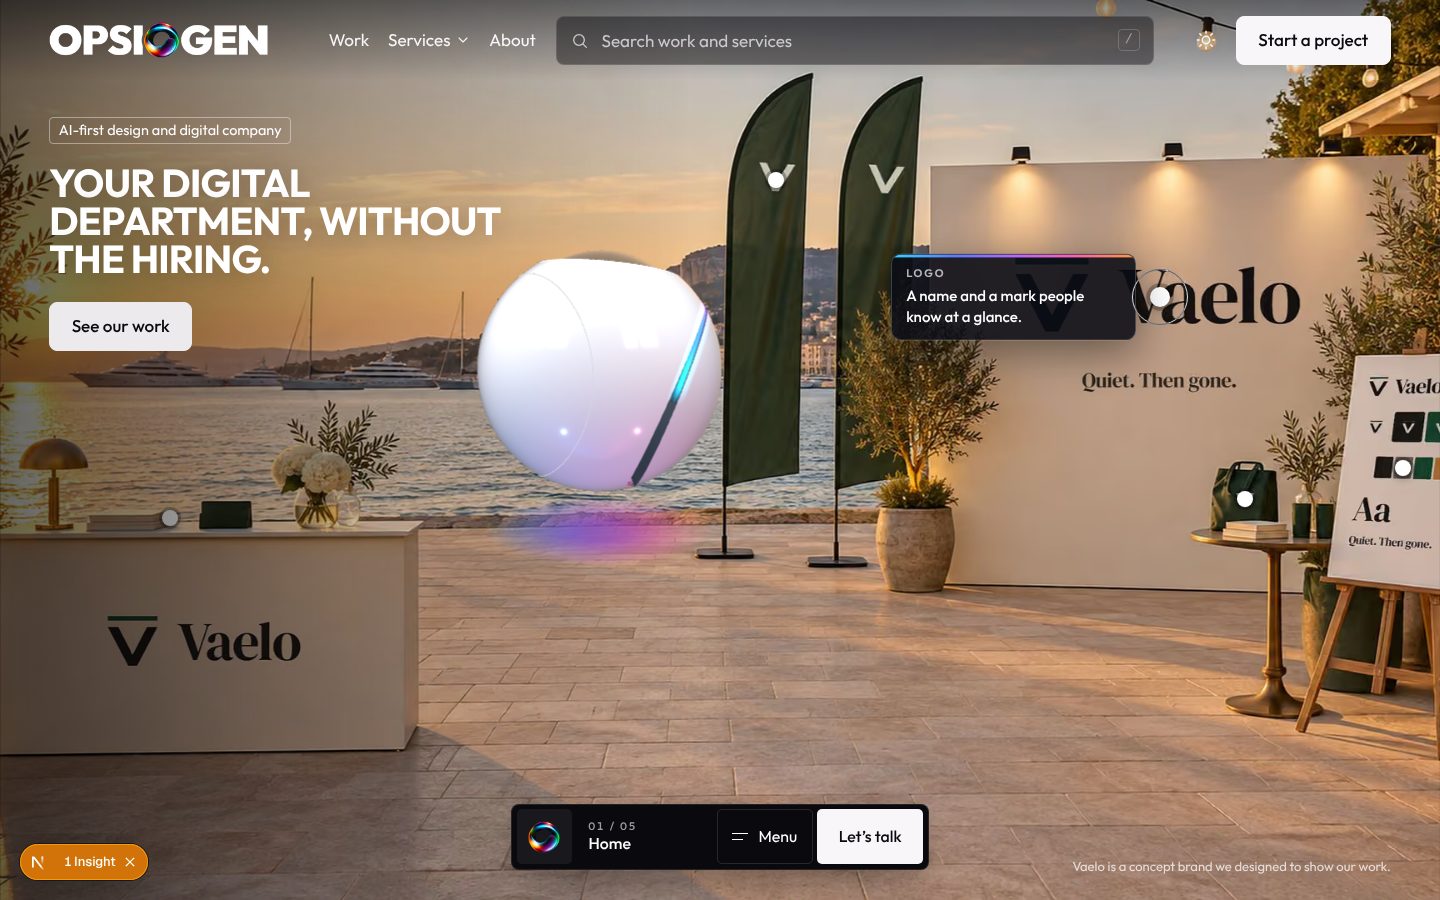 OPSIOGEN
Work
Services
About
Search work and services
/
Start a project
AI-first design and digital company
YOUR DIGITAL
DEPARTMENT, WITHOUT
THE HIRING.
See our work
LOGO
A name and a mark people
know at a glance.
Vaelo
Quiet. Then gone.
Vaelo
Aa
Quiet. Then gone.
Vaelo
01 / 05
Home
Menu
Let's talk
1 Insight
Vaelo is a concept brand we designed to show our work.